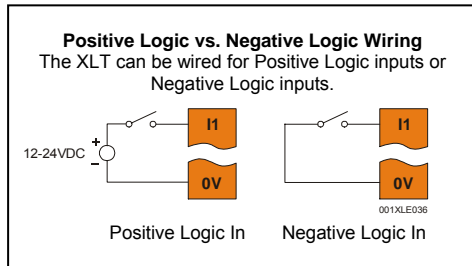 Positive Logic vs. Negative Logic Wiring
The XLT can be wired for Positive Logic inputs or
Negative Logic inputs.
I1
I1
+
12-24VDC
–
0V
0V
001XLE036
Positive Logic In
Negative Logic In